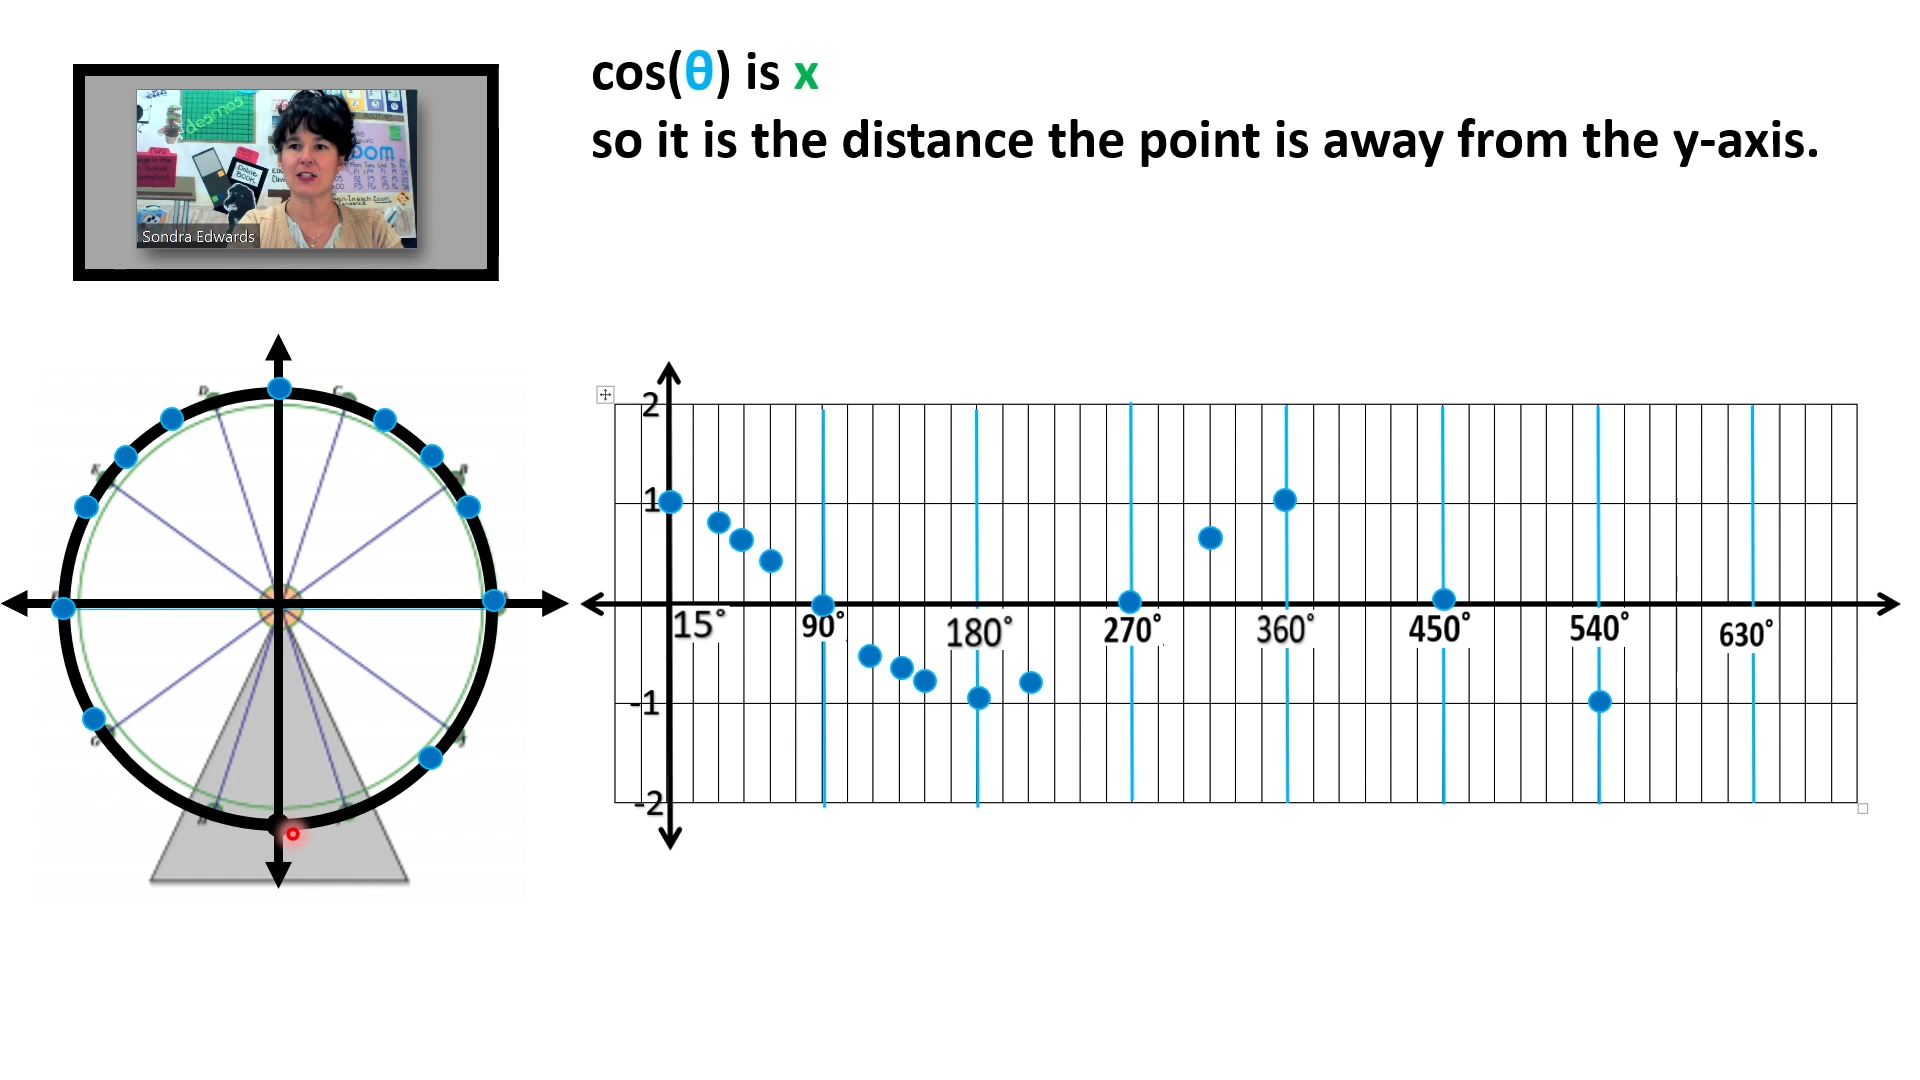 cos(θ) is x
so it is the distance the point is away from the y-axis.
desmos
Sondra Edwards
D
C
E
B
G
2
1
-1
-2
15°
90°
180°
270°
360°
450°
540°
630°